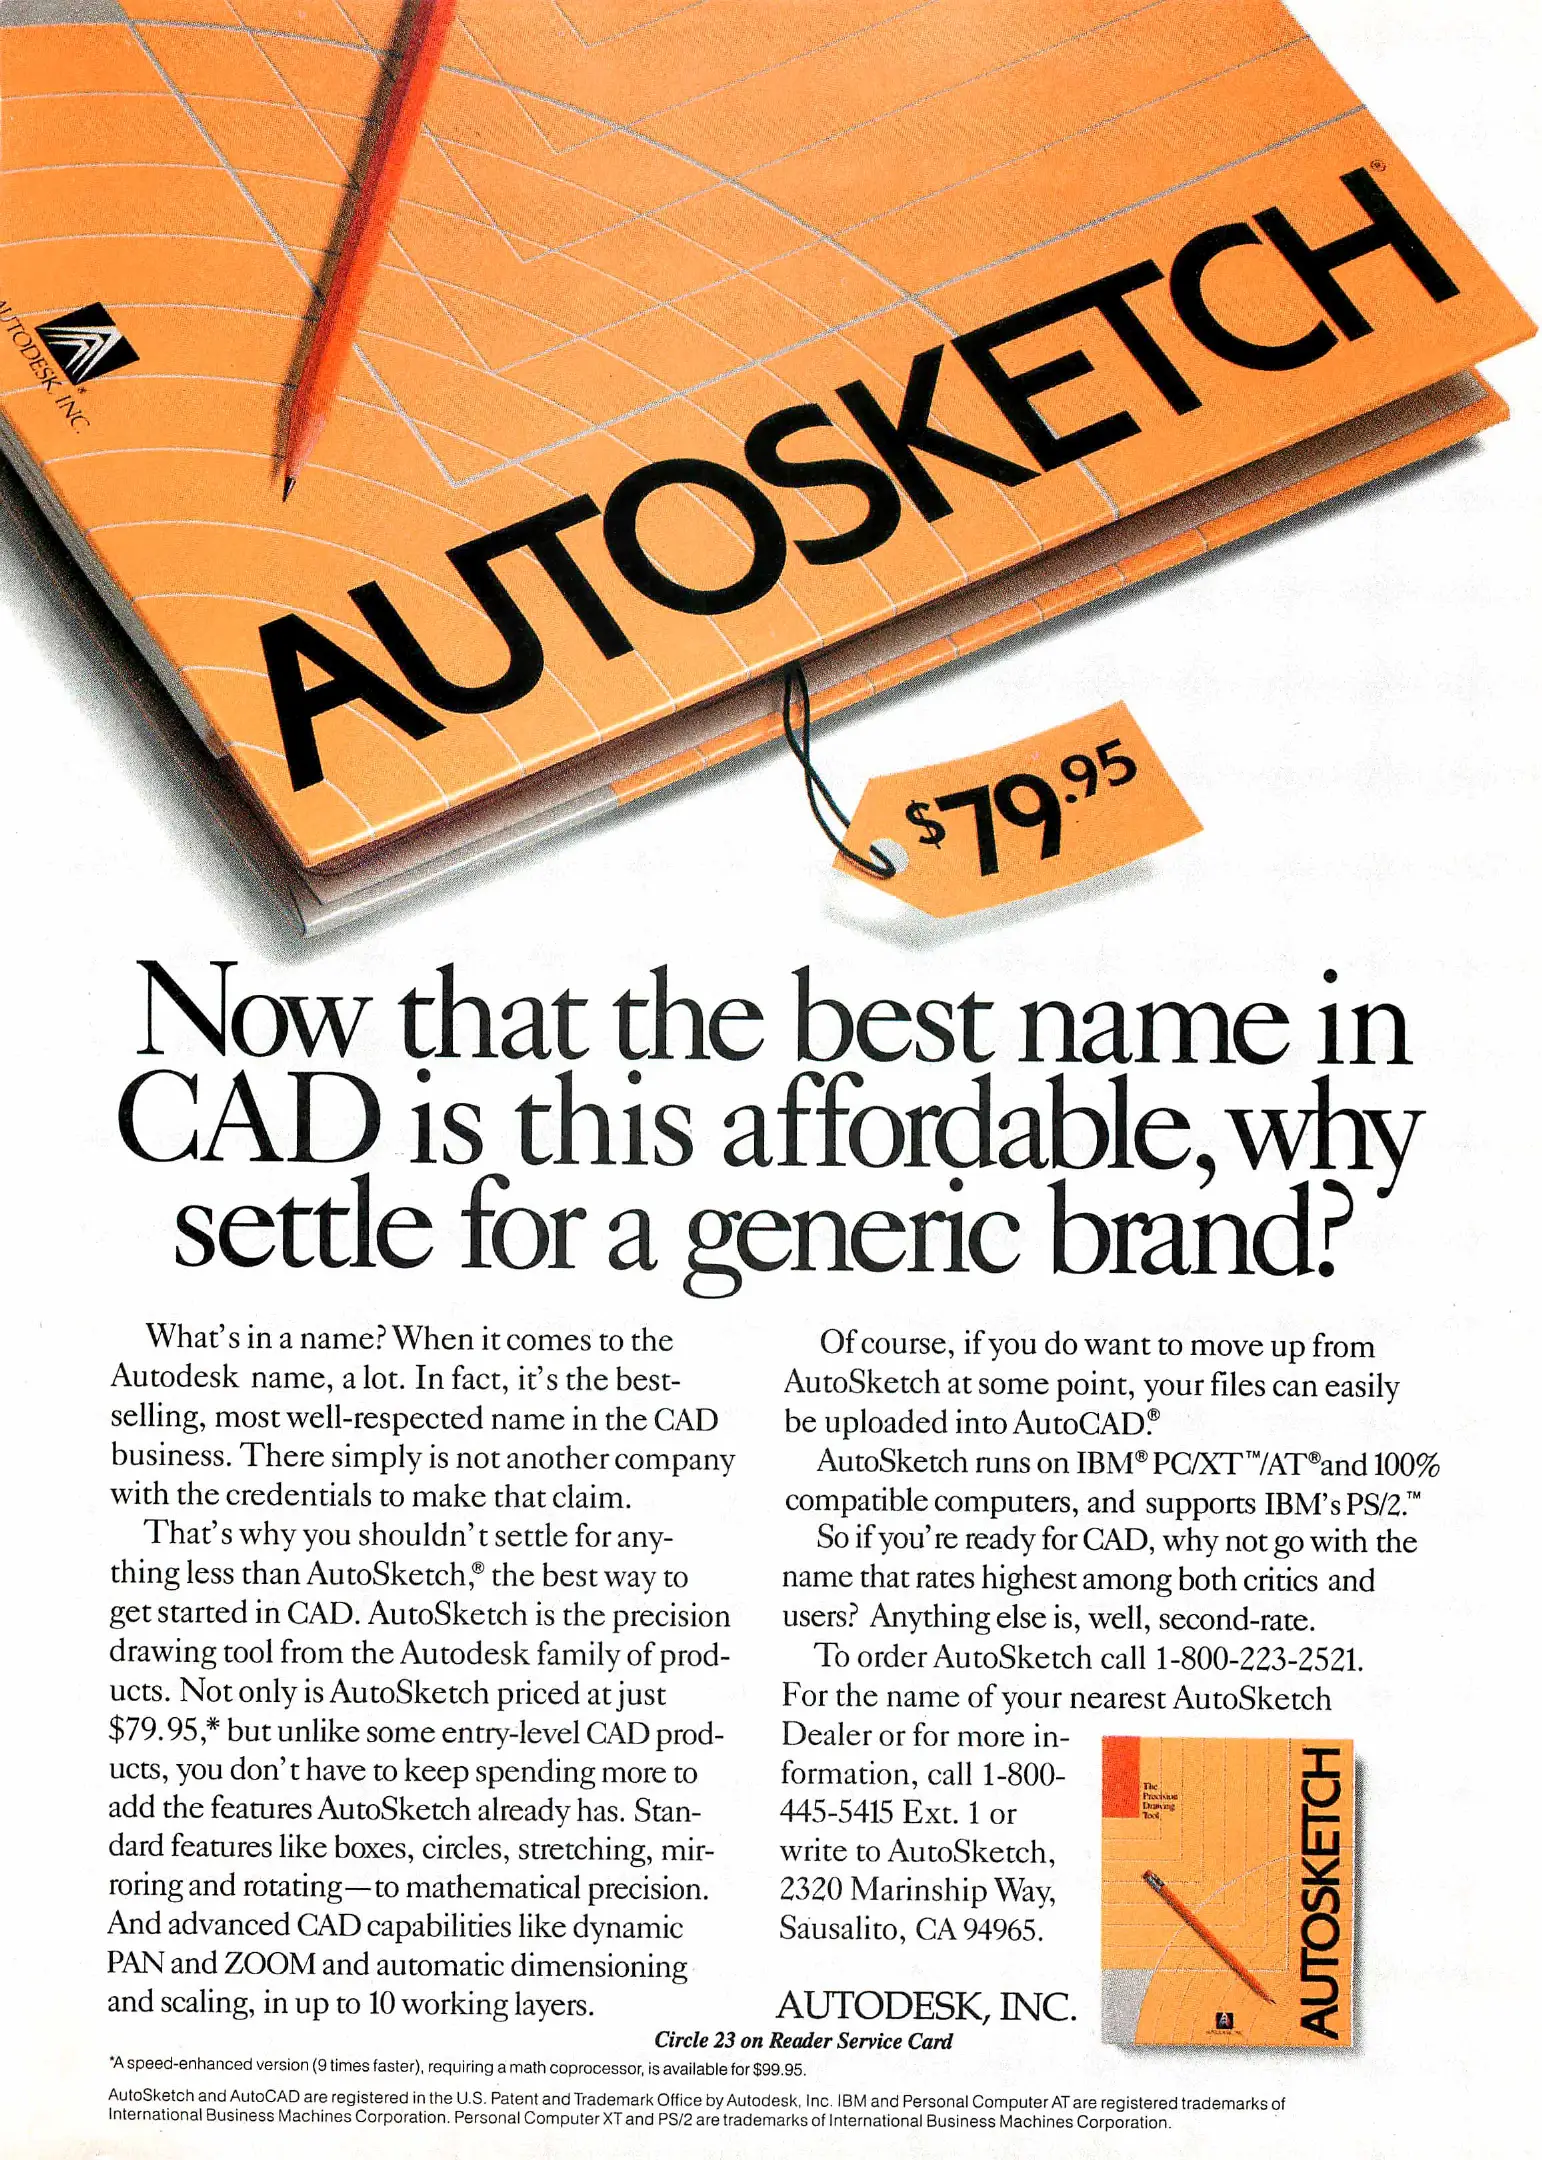 AUTODESK, INC.
AUTOSKETCH®
$79.95
Now that the best name in
CAD is this affordable, why
settle for a generic brand?
What's in a name? When it comes to the
Autodesk name, a lot. In fact, it's the best-
selling, most well-respected name in the CAD
business. There simply is not another company
with the credentials to make that claim.
That's why you shouldn't settle for any-
thing less than AutoSketch,® the best way to
get started in CAD. AutoSketch is the precision
drawing tool from the Autodesk family of prod-
ucts. Not only is AutoSketch priced at just
$79.95,* but unlike some entry-level CAD prod-
ucts, you don't have to keep spending more to
add the features AutoSketch already has. Stan-
dard features like boxes, circles, stretching, mir-
roring and rotating—to mathematical precision.
And advanced CAD capabilities like dynamic
PAN and ZOOM and automatic dimensioning
and scaling, in up to 10 working layers.
Of course, if you do want to move up from
AutoSketch at some point, your files can easily
be uploaded into AutoCAD.®
AutoSketch runs on IBM® PC/XT™/AT® and 100%
compatible computers, and supports IBM's PS/2.™
So if you're ready for CAD, why not go with the
name that rates highest among both critics and
users? Anything else is, well, second-rate.
To order AutoSketch call 1-800-223-2521.
For the name of your nearest AutoSketch
Dealer or for more in-
formation, call 1-800-
445-5415 Ext. 1 or
write to AutoSketch,
2320 Marinship Way,
Sausalito, CA 94965.
The
Precision
Drawing
Tool
AUTOSKETCH
AUTODESK, INC.
Circle 23 on Reader Service Card
*A speed-enhanced version (9 times faster), requiring a math coprocessor, is available for $99.95.
AutoSketch and AutoCAD are registered in the U.S. Patent and Trademark Office by Autodesk, Inc. IBM and Personal Computer AT are registered trademarks of
International Business Machines Corporation. Personal Computer XT and PS/2 are trademarks of International Business Machines Corporation.